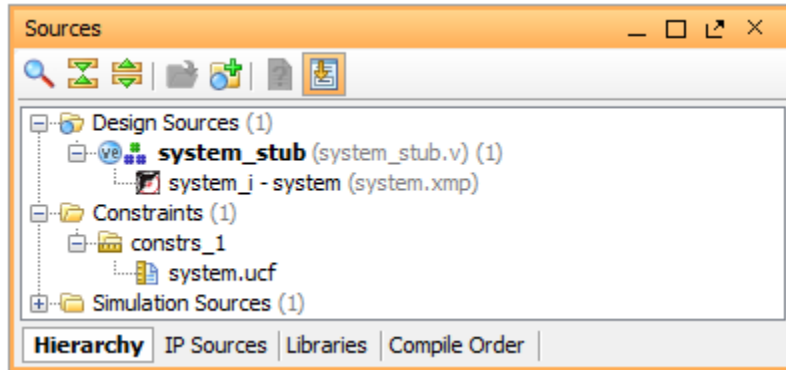 Sources
Design Sources (1)
ve system_stub (system_stub.v) (1)
system_i - system (system.xmp)
Constraints (1)
constrs_1
system.ucf
Simulation Sources (1)
Hierarchy IP Sources Libraries Compile Order